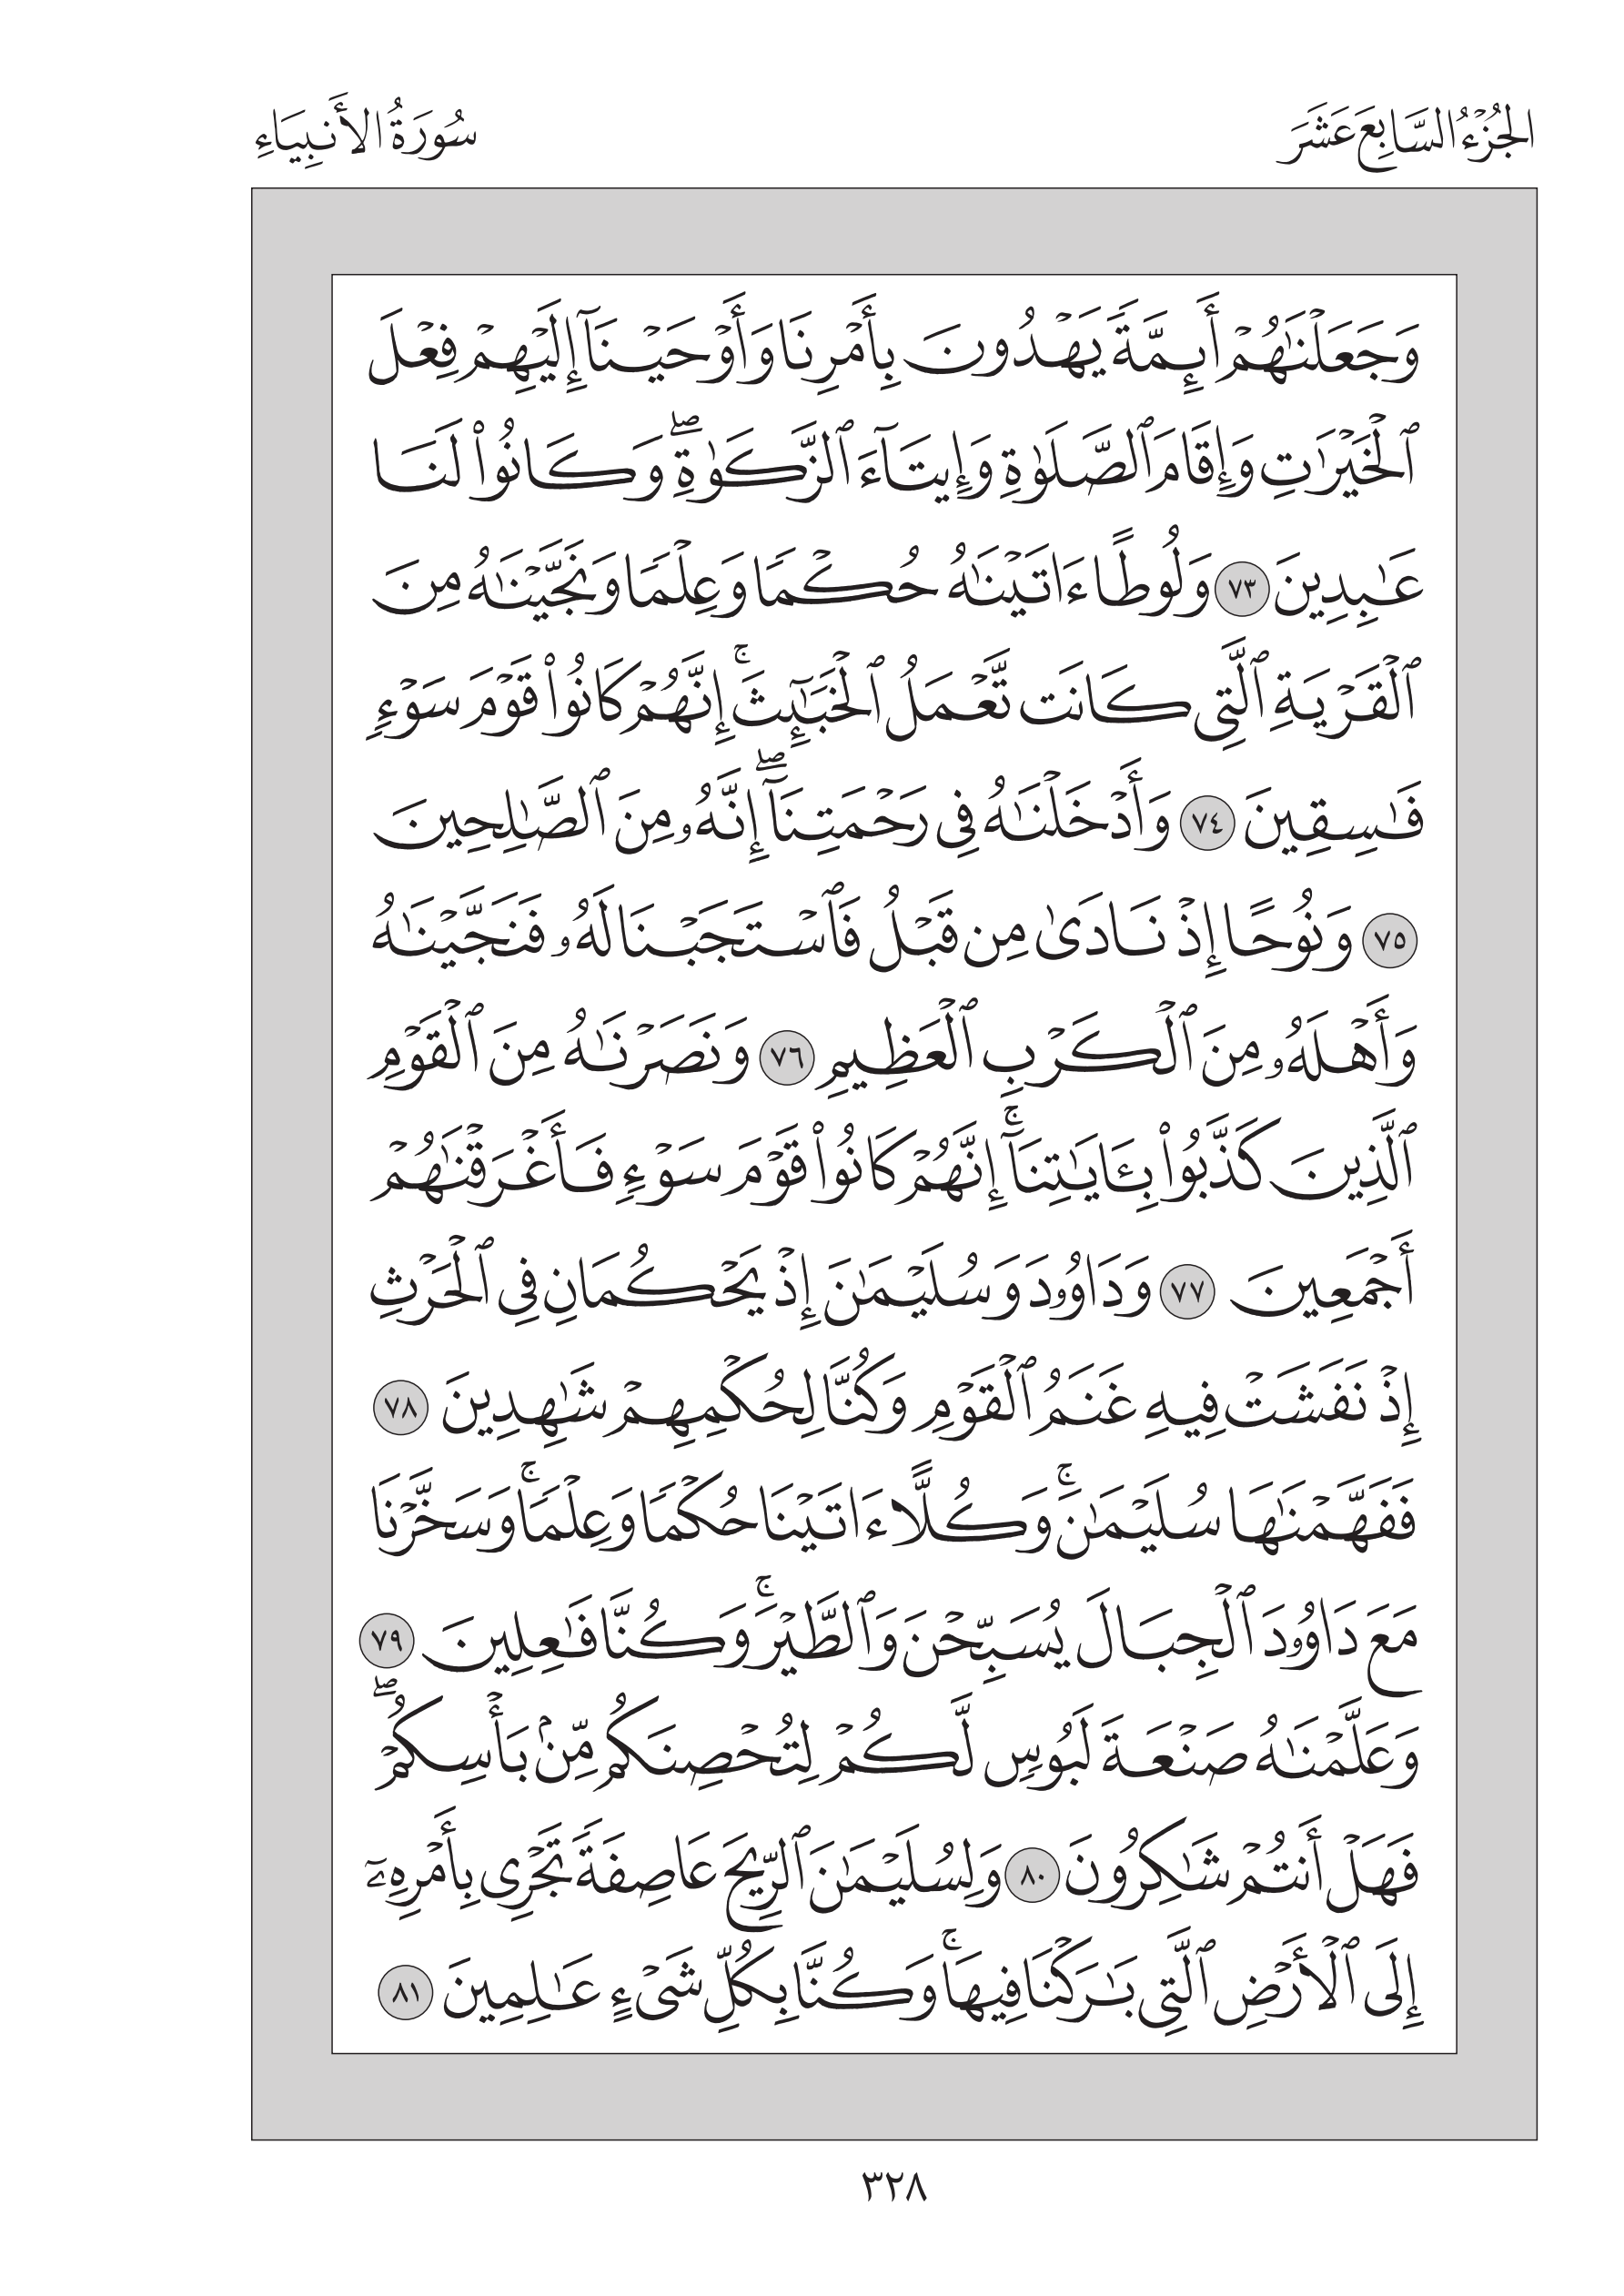 الجُزْءُ السَّابِعَ عَشَرَ
سُورَةُ الأَنبِيَاءِ
وَجَعَلْنَٰهُمْ أَئِمَّةً يَهْدُونَ بِأَمْرِنَا وَأَوْحَيْنَآ إِلَيْهِمْ فِعْلَ
ٱلْخَيْرَٰتِ وَإِقَامَ ٱلصَّلَوٰةِ وَإِيتَآءَ ٱلزَّكَوٰةِۖ وَكَانُوا۟ لَنَا
عَٰبِدِينَ ٧٣ وَلُوطًا ءَاتَيْنَٰهُ حُكْمًا وَعِلْمًا وَنَجَّيْنَٰهُ مِنَ
ٱلْقَرْيَةِ ٱلَّتِى كَانَت تَّعْمَلُ ٱلْخَبَٰٓئِثَۚ إِنَّهُمْ كَانُوا۟ قَوْمَ سَوْءٍ
فَٰسِقِينَ ٧٤ وَأَدْخَلْنَٰهُ فِى رَحْمَتِنَآۖ إِنَّهُۥ مِنَ ٱلصَّٰلِحِينَ
٧٥ وَنُوحًا إِذْ نَادَىٰ مِن قَبْلُ فَٱسْتَجَبْنَا لَهُۥ فَنَجَّيْنَٰهُ
وَأَهْلَهُۥ مِنَ ٱلْكَرْبِ ٱلْعَظِيمِ ٧٦ وَنَصَرْنَٰهُ مِنَ ٱلْقَوْمِ
ٱلَّذِينَ كَذَّبُوا۟ بِـَٔايَٰتِنَآۚ إِنَّهُمْ كَانُوا۟ قَوْمَ سَوْءٍ فَأَغْرَقْنَٰهُمْ
أَجْمَعِينَ ٧٧ وَدَاوُۥدَ وَسُلَيْمَٰنَ إِذْ يَحْكُمَانِ فِى ٱلْحَرْثِ
إِذْ نَفَشَتْ فِيهِ غَنَمُ ٱلْقَوْمِ وَكُنَّا لِحُكْمِهِمْ شَٰهِدِينَ ٧٨
فَفَهَّمْنَٰهَا سُلَيْمَٰنَۚ وَكُلًّا ءَاتَيْنَا حُكْمًا وَعِلْمًاۚ وَسَخَّرْنَا
مَعَ دَاوُۥدَ ٱلْجِبَالَ يُسَبِّحْنَ وَٱلطَّيْرَۚ وَكُنَّا فَٰعِلِينَ ٧٩
وَعَلَّمْنَٰهُ صَنْعَةَ لَبُوسٍ لَّكُمْ لِتُحْصِنَكُم مِّنۢ بَأْسِكُمْۖ
فَهَلْ أَنتُمْ شَٰكِرُونَ ٨٠ وَلِسُلَيْمَٰنَ ٱلرِّيحَ عَاصِفَةً تَجْرِى بِأَمْرِهِۦٓ
إِلَى ٱلْأَرْضِ ٱلَّتِى بَٰرَكْنَا فِيهَاۚ وَكُنَّا بِكُلِّ شَىْءٍ عَٰلِمِينَ ٨١
٣٢٨